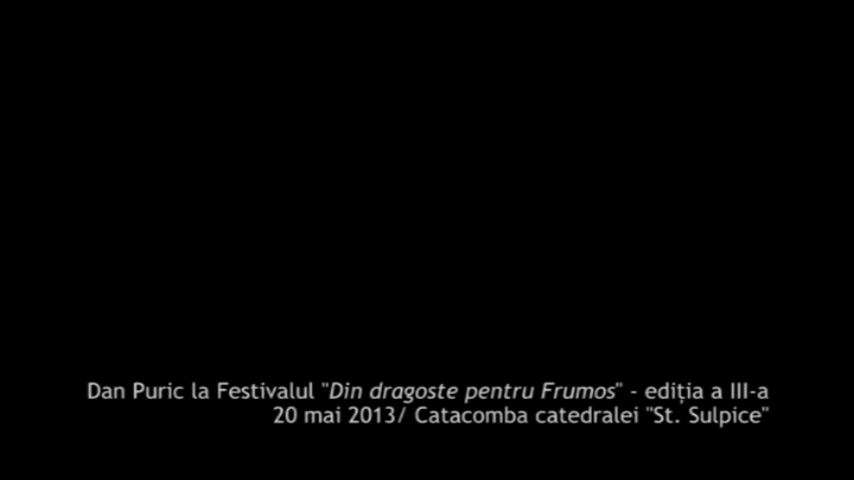 Dan Puric la Festivalul "Din dragoste pentru Frumos" - ediția a III-a
20 mai 2013/ Catacomba catedralei "St. Sulpice"